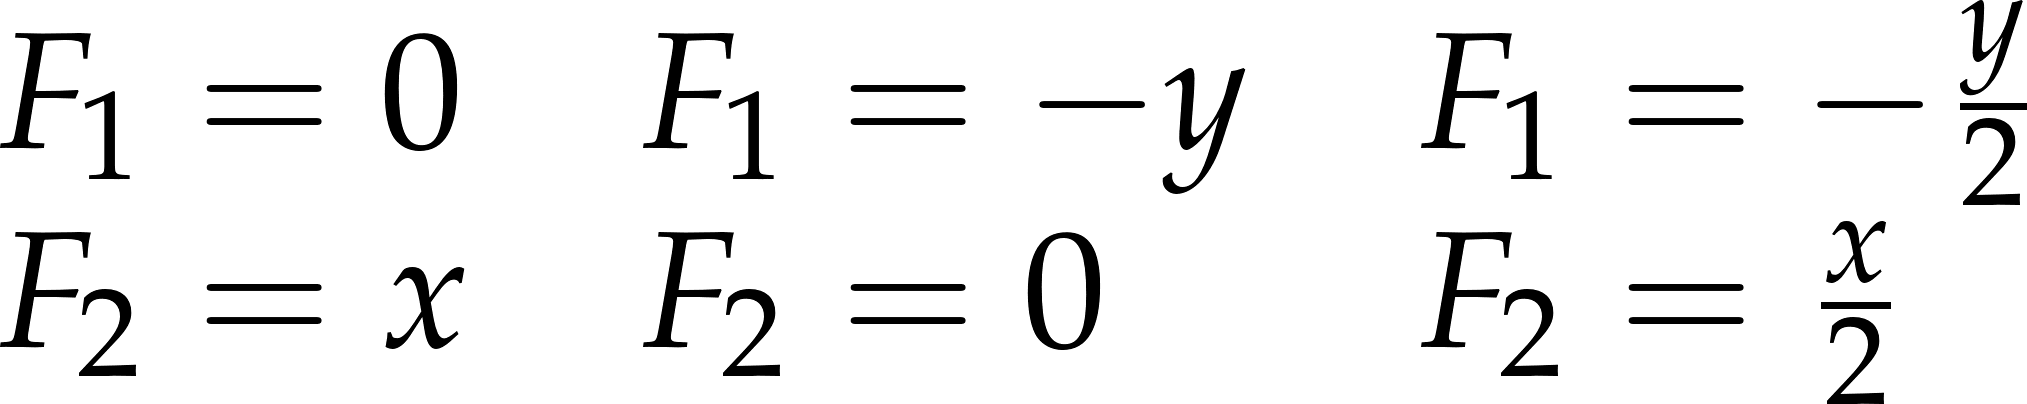 F₁ = 0 F₁ = −y F₁ = −y/2
F₂ = x F₂ = 0 F₂ = x/2